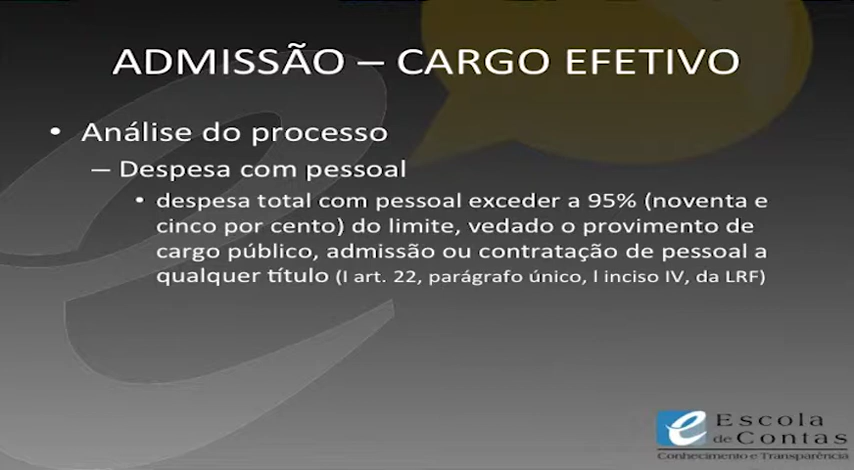 ADMISSÃO – CARGO EFETIVO
• Análise do processo
– Despesa com pessoal
• despesa total com pessoal exceder a 95% (noventa e
cinco por cento) do limite, vedado o provimento de
cargo público, admissão ou contratação de pessoal a
qualquer título (I art. 22, parágrafo único, l inciso IV, da LRF)
Escola
de Contas
Conhecimento e Transparência